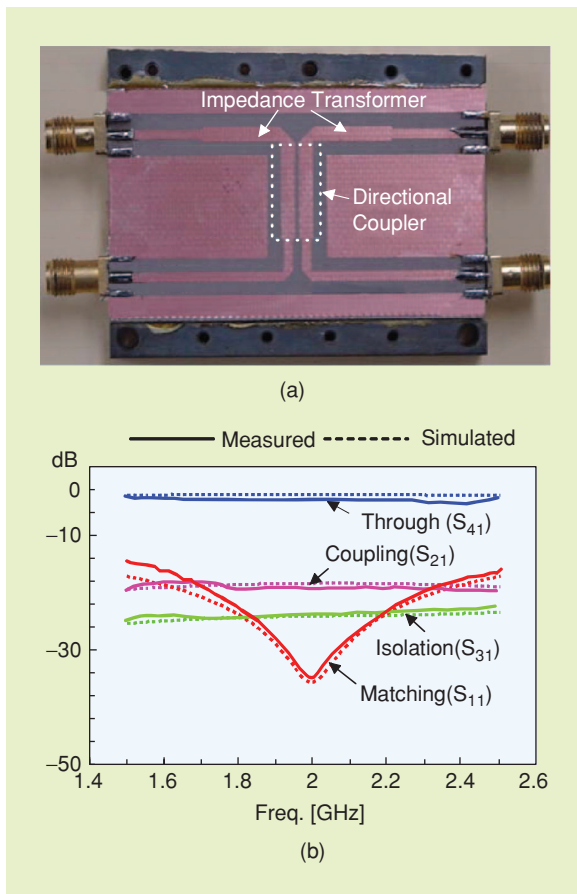 Impedance Transformer
Directional
Coupler
(a)
Measured
Simulated
dB
0
Through (S41)
-10
Coupling(S21)
Isolation(S31)
-30
Matching(S11)
-50
1.4
1.6
1.8
2
2.2
2.4
2.6
Freq. [GHz]
(b)